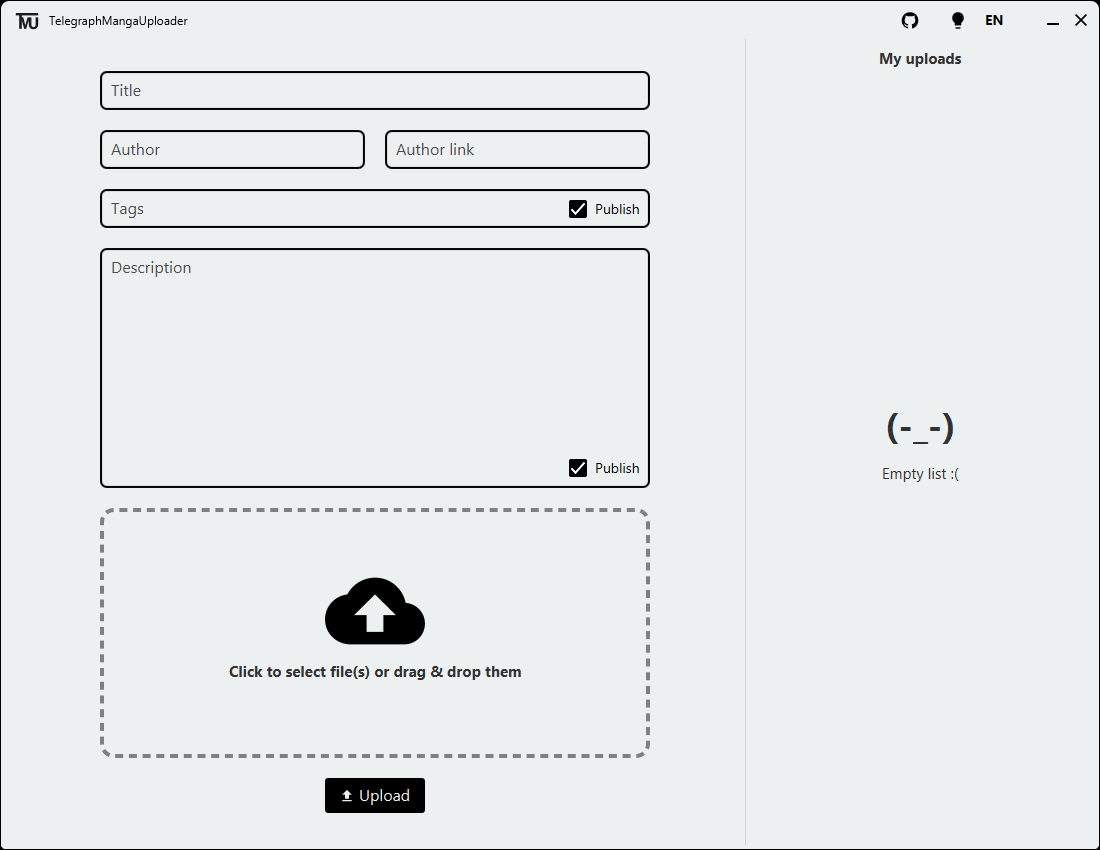 TMU TelegraphMangaUploader
EN
My uploads
Title
Author
Author link
Tags
Publish
Description
Publish
(-_-)
Empty list :(
Click to select file(s) or drag & drop them
Upload